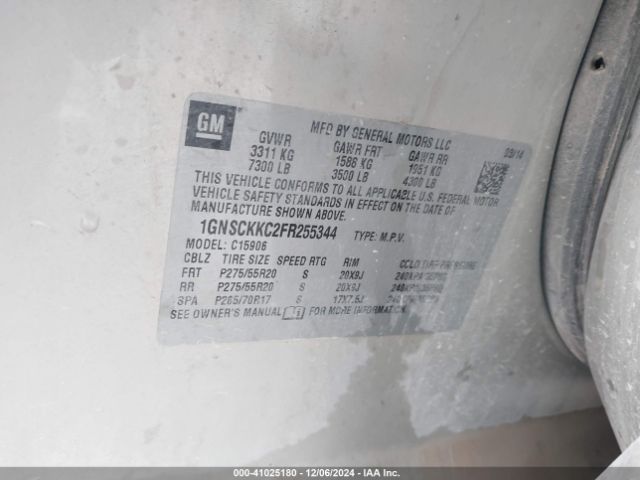 GM
MFD BY GENERAL MOTORS LLC
GVWR GAWR FRT GAWR RR
3311 KG 1588 KG 1951 KG
7300 LB 3500 LB 4300 LB
THIS VEHICLE CONFORMS TO ALL APPLICABLE U.S. FEDERAL MOTOR
VEHICLE SAFETY STANDARDS IN EFFECT ON THE DATE OF
MANUFACTURE SHOWN ABOVE.
1GNSCKKC2FR255344 TYPE: M.P.V.
MODEL: C15906
CBLZ TIRE SIZE SPEED RTG RIM COLD TIRE PRESSURE
FRT P275/55R20 S 20X9J
RR P275/55R20 S 20X9J
SPA P265/70R17 S 17X7.5J
SEE OWNER'S MANUAL FOR MORE INFORMATION
000-41025180 - 12/06/2024 - IAA Inc.